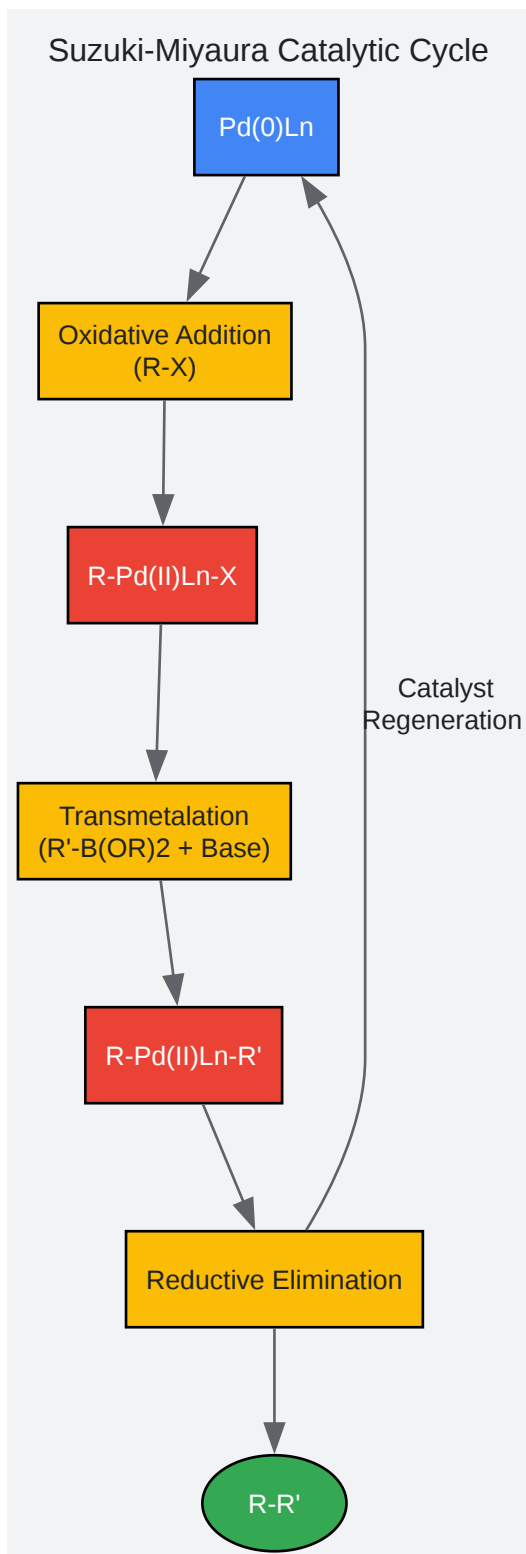 Suzuki-Miyaura Catalytic Cycle
Pd(0)Ln
Oxidative Addition
(R-X)
R-Pd(II)Ln-X
Catalyst
Regeneration
Transmetalation
(R'-B(OR)2 + Base)
R-Pd(II)Ln-R'
Reductive Elimination
R-R'